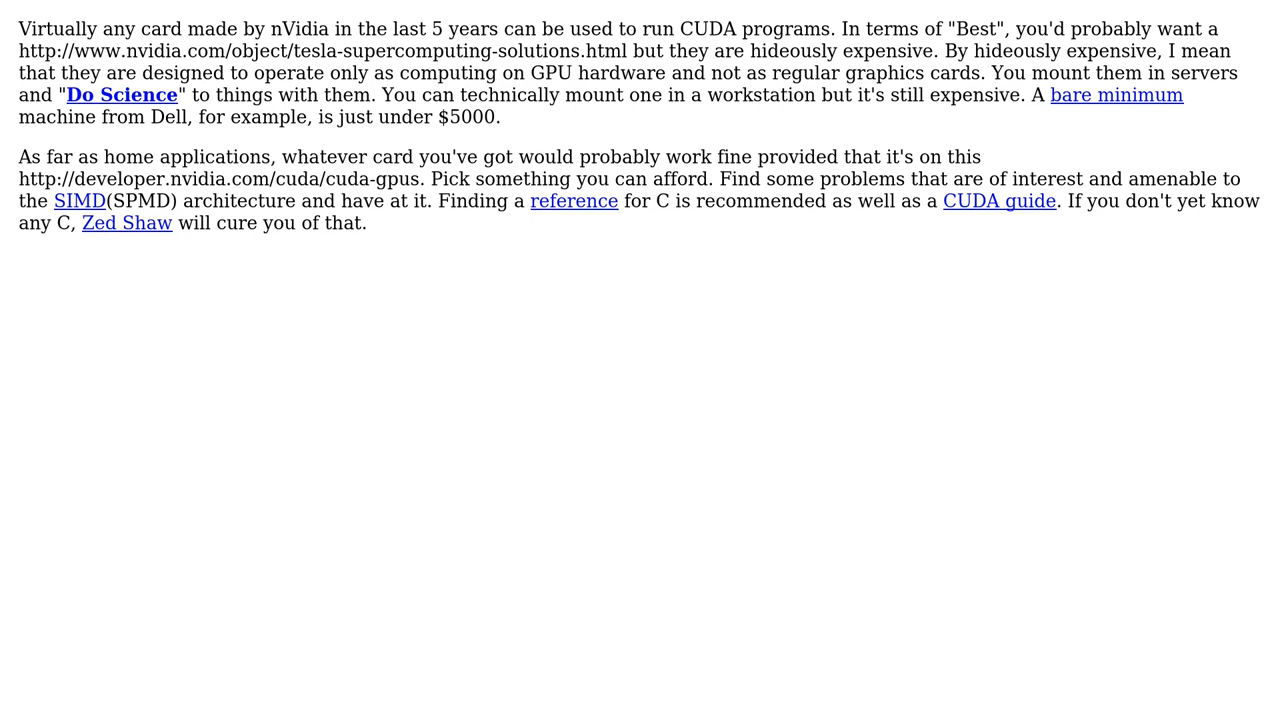 Virtually any card made by nVidia in the last 5 years can be used to run CUDA programs. In terms of "Best", you'd probably want a
http://www.nvidia.com/object/tesla-supercomputing-solutions.html but they are hideously expensive. By hideously expensive, I mean
that they are designed to operate only as computing on GPU hardware and not as regular graphics cards. You mount them in servers
and "Do Science" to things with them. You can technically mount one in a workstation but it's still expensive. A bare minimum
machine from Dell, for example, is just under $5000.
As far as home applications, whatever card you've got would probably work fine provided that it's on this
http://developer.nvidia.com/cuda/cuda-gpus. Pick something you can afford. Find some problems that are of interest and amenable to
the SIMD(SPMD) architecture and have at it. Finding a reference for C is recommended as well as a CUDA guide. If you don't yet know
any C, Zed Shaw will cure you of that.